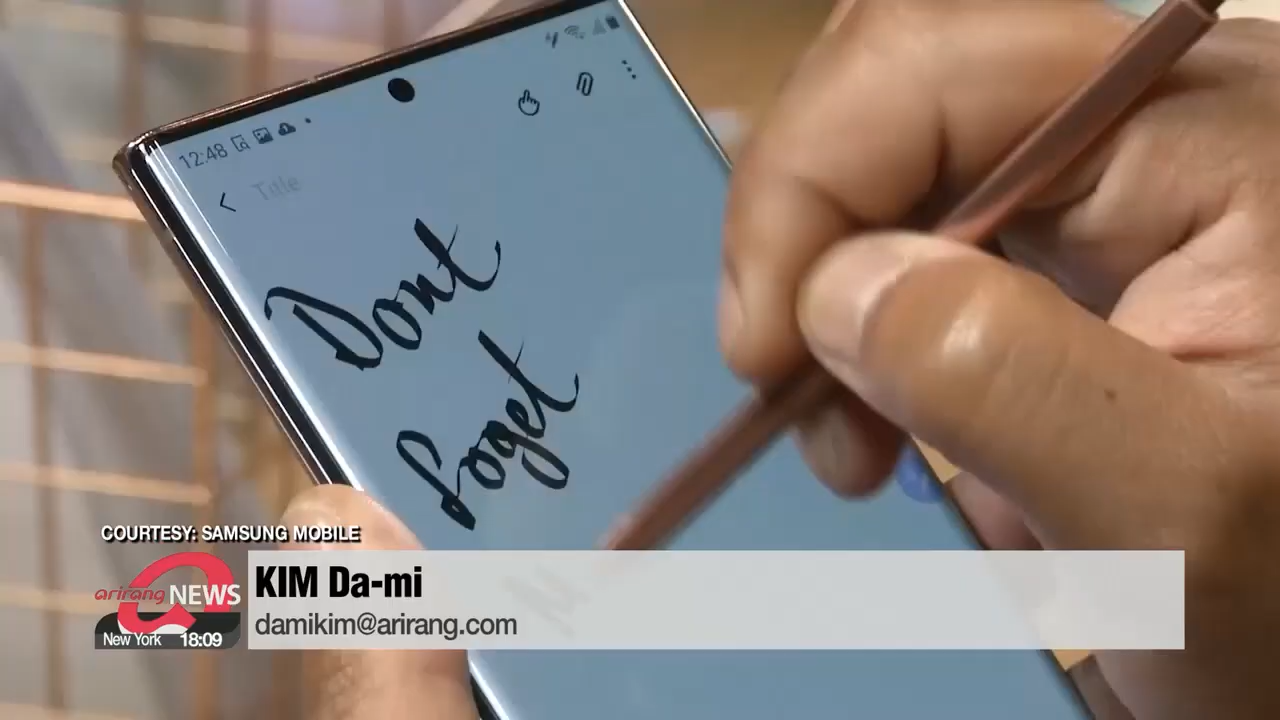 12:48
Title
Dont
foget
COURTESY: SAMSUNG MOBILE
arirang NEWS
New York 18:09
KIM Da-mi
damikim@arirang.com